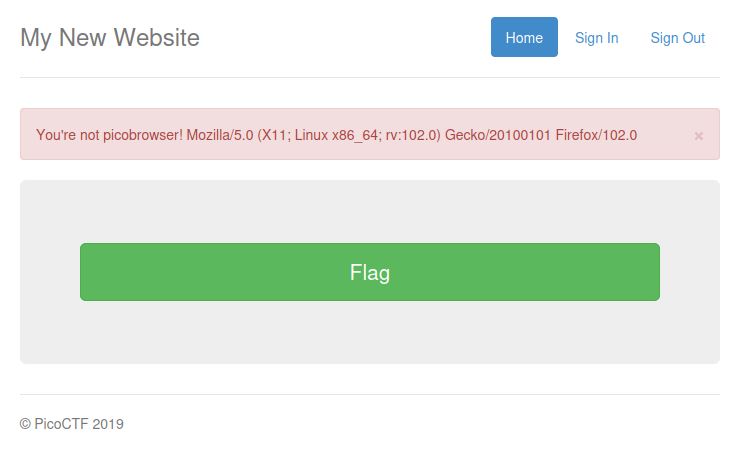 My New Website
Home
Sign In
Sign Out
You're not picobrowser! Mozilla/5.0 (X11; Linux x86_64; rv:102.0) Gecko/20100101 Firefox/102.0
×
Flag
© PicoCTF 2019